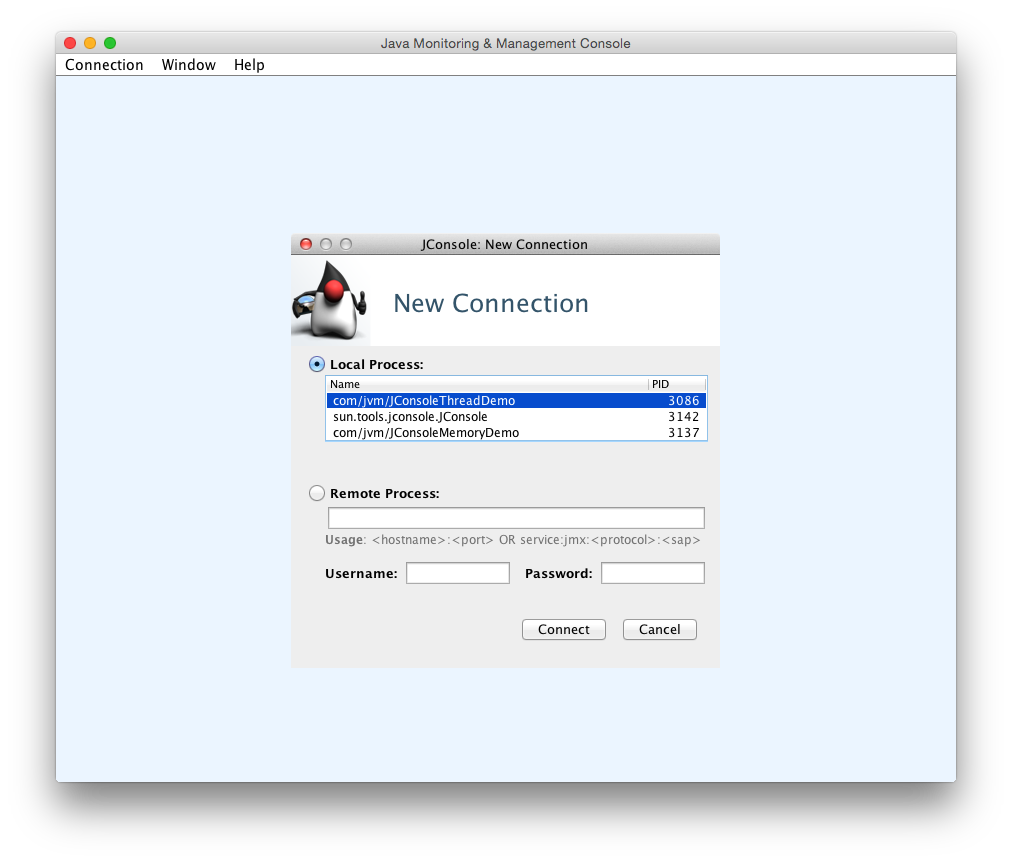 Java Monitoring & Management Console
Connection Window Help
JConsole: New Connection
New Connection
Local Process:
Name PID
com/jvm/JConsoleThreadDemo 3086
sun.tools.jconsole.JConsole 3142
com/jvm/JConsoleMemoryDemo 3137
Remote Process:
Usage: <hostname>:<port> OR service:jmx:<protocol>:<sap>
Username: Password:
Connect Cancel